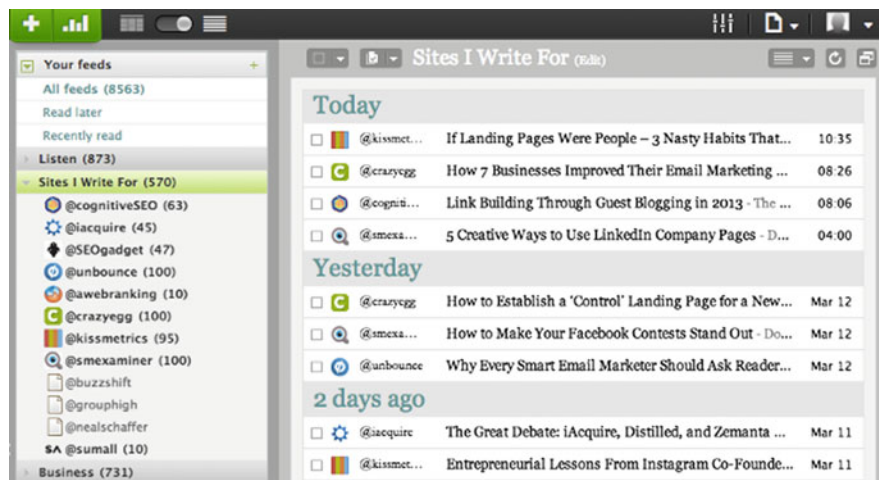 Your feeds +
All feeds (8563)
Read later
Recently read
Listen (873)
Sites I Write For (570)
@cognitiveSEO (63)
@iacquire (45)
@SEOgadget (47)
@unbounce (100)
@awebranking (10)
@crazyegg (100)
@kissmetrics (95)
@smexaminer (100)
@buzzshift
@grouphigh
@nealschaffer
SA @sumall (10)
Business (731)
Sites I Write For (Edit)
Today
@kissmet... If Landing Pages Were People – 3 Nasty Habits That... 10:35
@crazyegg How 7 Businesses Improved Their Email Marketing ... 08:26
@cogniti... Link Building Through Guest Blogging in 2013 - The ... 08:06
@smexa... 5 Creative Ways to Use LinkedIn Company Pages - D... 04:00
Yesterday
@crazyegg How to Establish a 'Control' Landing Page for a New... Mar 12
@smexa... How to Make Your Facebook Contests Stand Out - Do... Mar 12
@unbounce Why Every Smart Email Marketer Should Ask Reader... Mar 12
2 days ago
@iacquire The Great Debate: iAcquire, Distilled, and Zemanta ... Mar 11
@kissmet... Entrepreneurial Lessons From Instagram Co-Founde... Mar 11